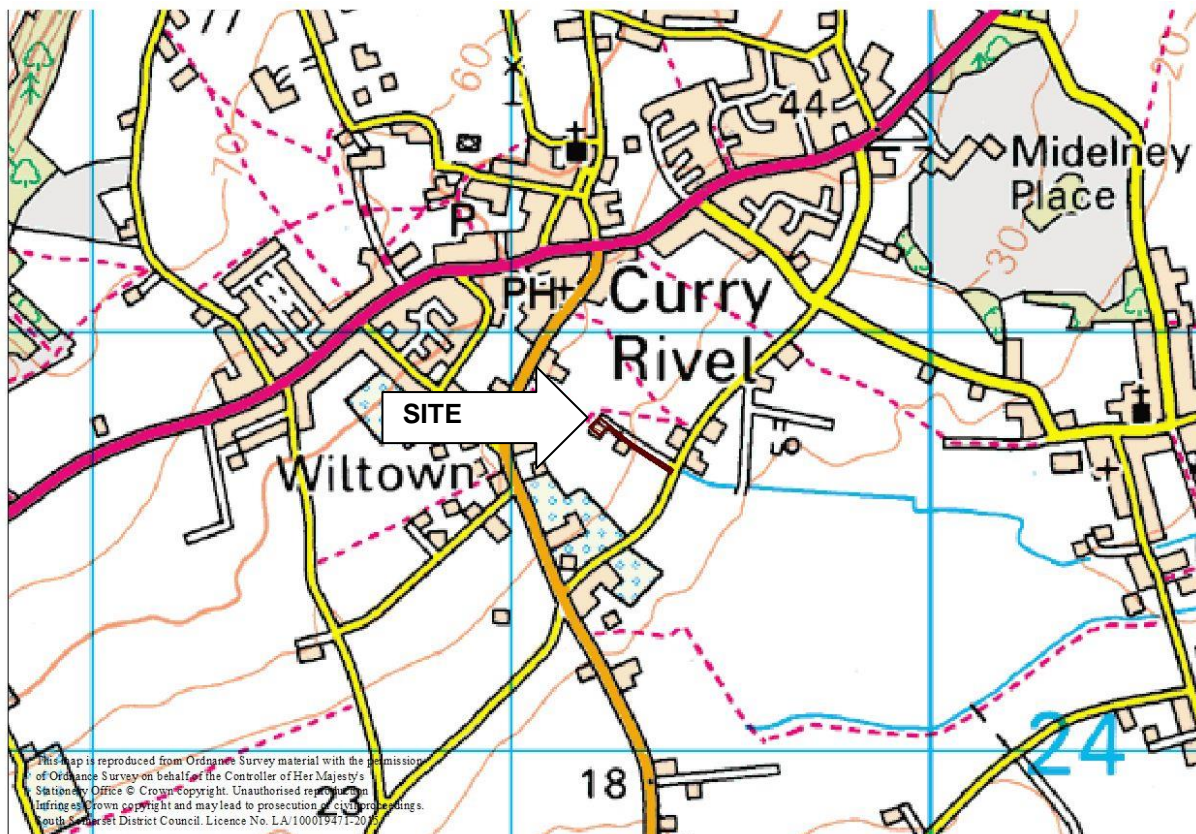 60
44
70
Midelney
Place
20
P
30
PH
Curry
Rivel
SITE
Wiltown
24
18
This map is reproduced from Ordnance Survey material with the permission
of Ordnance Survey on behalf of the Controller of Her Majesty's
Stationery Office © Crown copyright. Unauthorised reproduction
infringes Crown copyright and may lead to prosecution or civil proceedings.
South Somerset District Council. Licence No. LA/100019471-